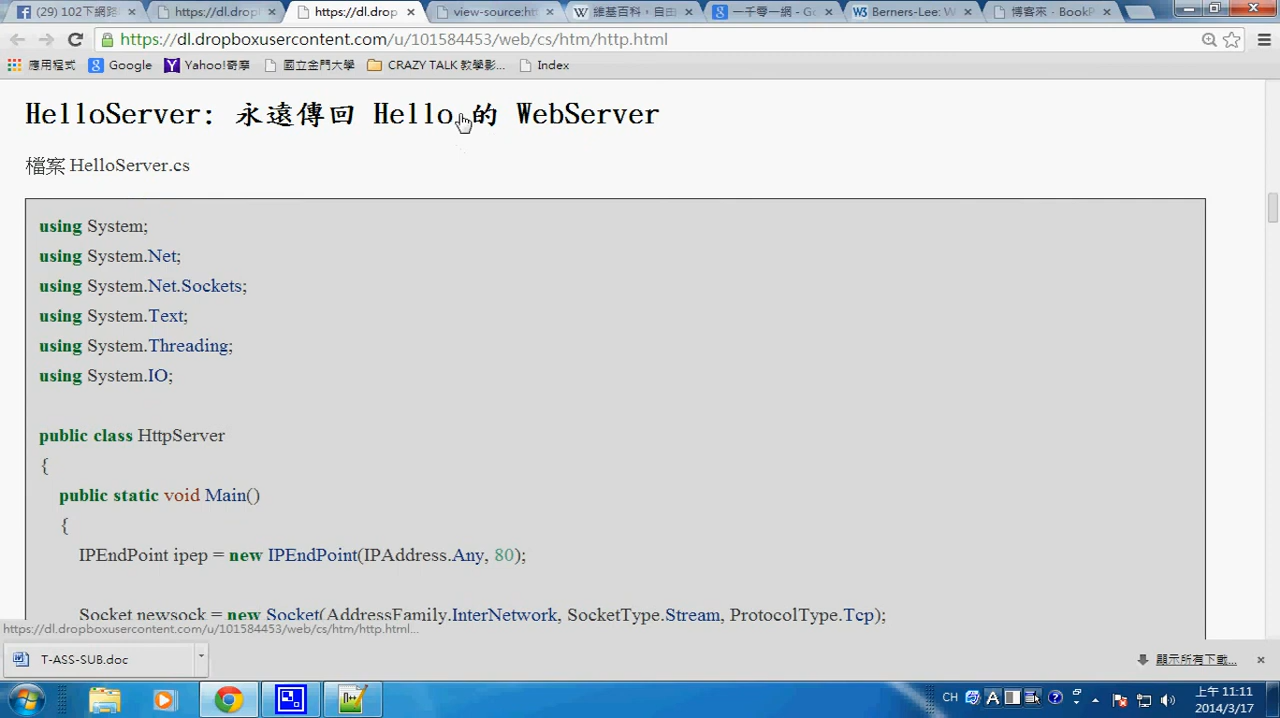 (29) 102下網路
https://dl.dropl
https://dl.drop
view-source:ht
維基百科，自由
一千零一網 - Go
Berners-Lee: W
博客來 - BookP
https://dl.dropboxusercontent.com/u/101584453/web/cs/htm/http.html
應用程式
Google
Yahoo!奇摩
國立金門大學
CRAZY TALK 教學影...
Index
HelloServer: 永遠傳回 Hello 的 WebServer
檔案 HelloServer.cs
using System;
using System.Net;
using System.Net.Sockets;
using System.Text;
using System.Threading;
using System.IO;
public class HttpServer
{
public static void Main()
{
IPEndPoint ipep = new IPEndPoint(IPAddress.Any, 80);
Socket newsock = new Socket(AddressFamily.InterNetwork, SocketType.Stream, ProtocolType.Tcp);
https://dl.dropboxusercontent.com/u/101584453/web/cs/htm/http.html...
T-ASS-SUB.doc
顯示所有下載...
CH
A
上午 11:11
2014/3/17